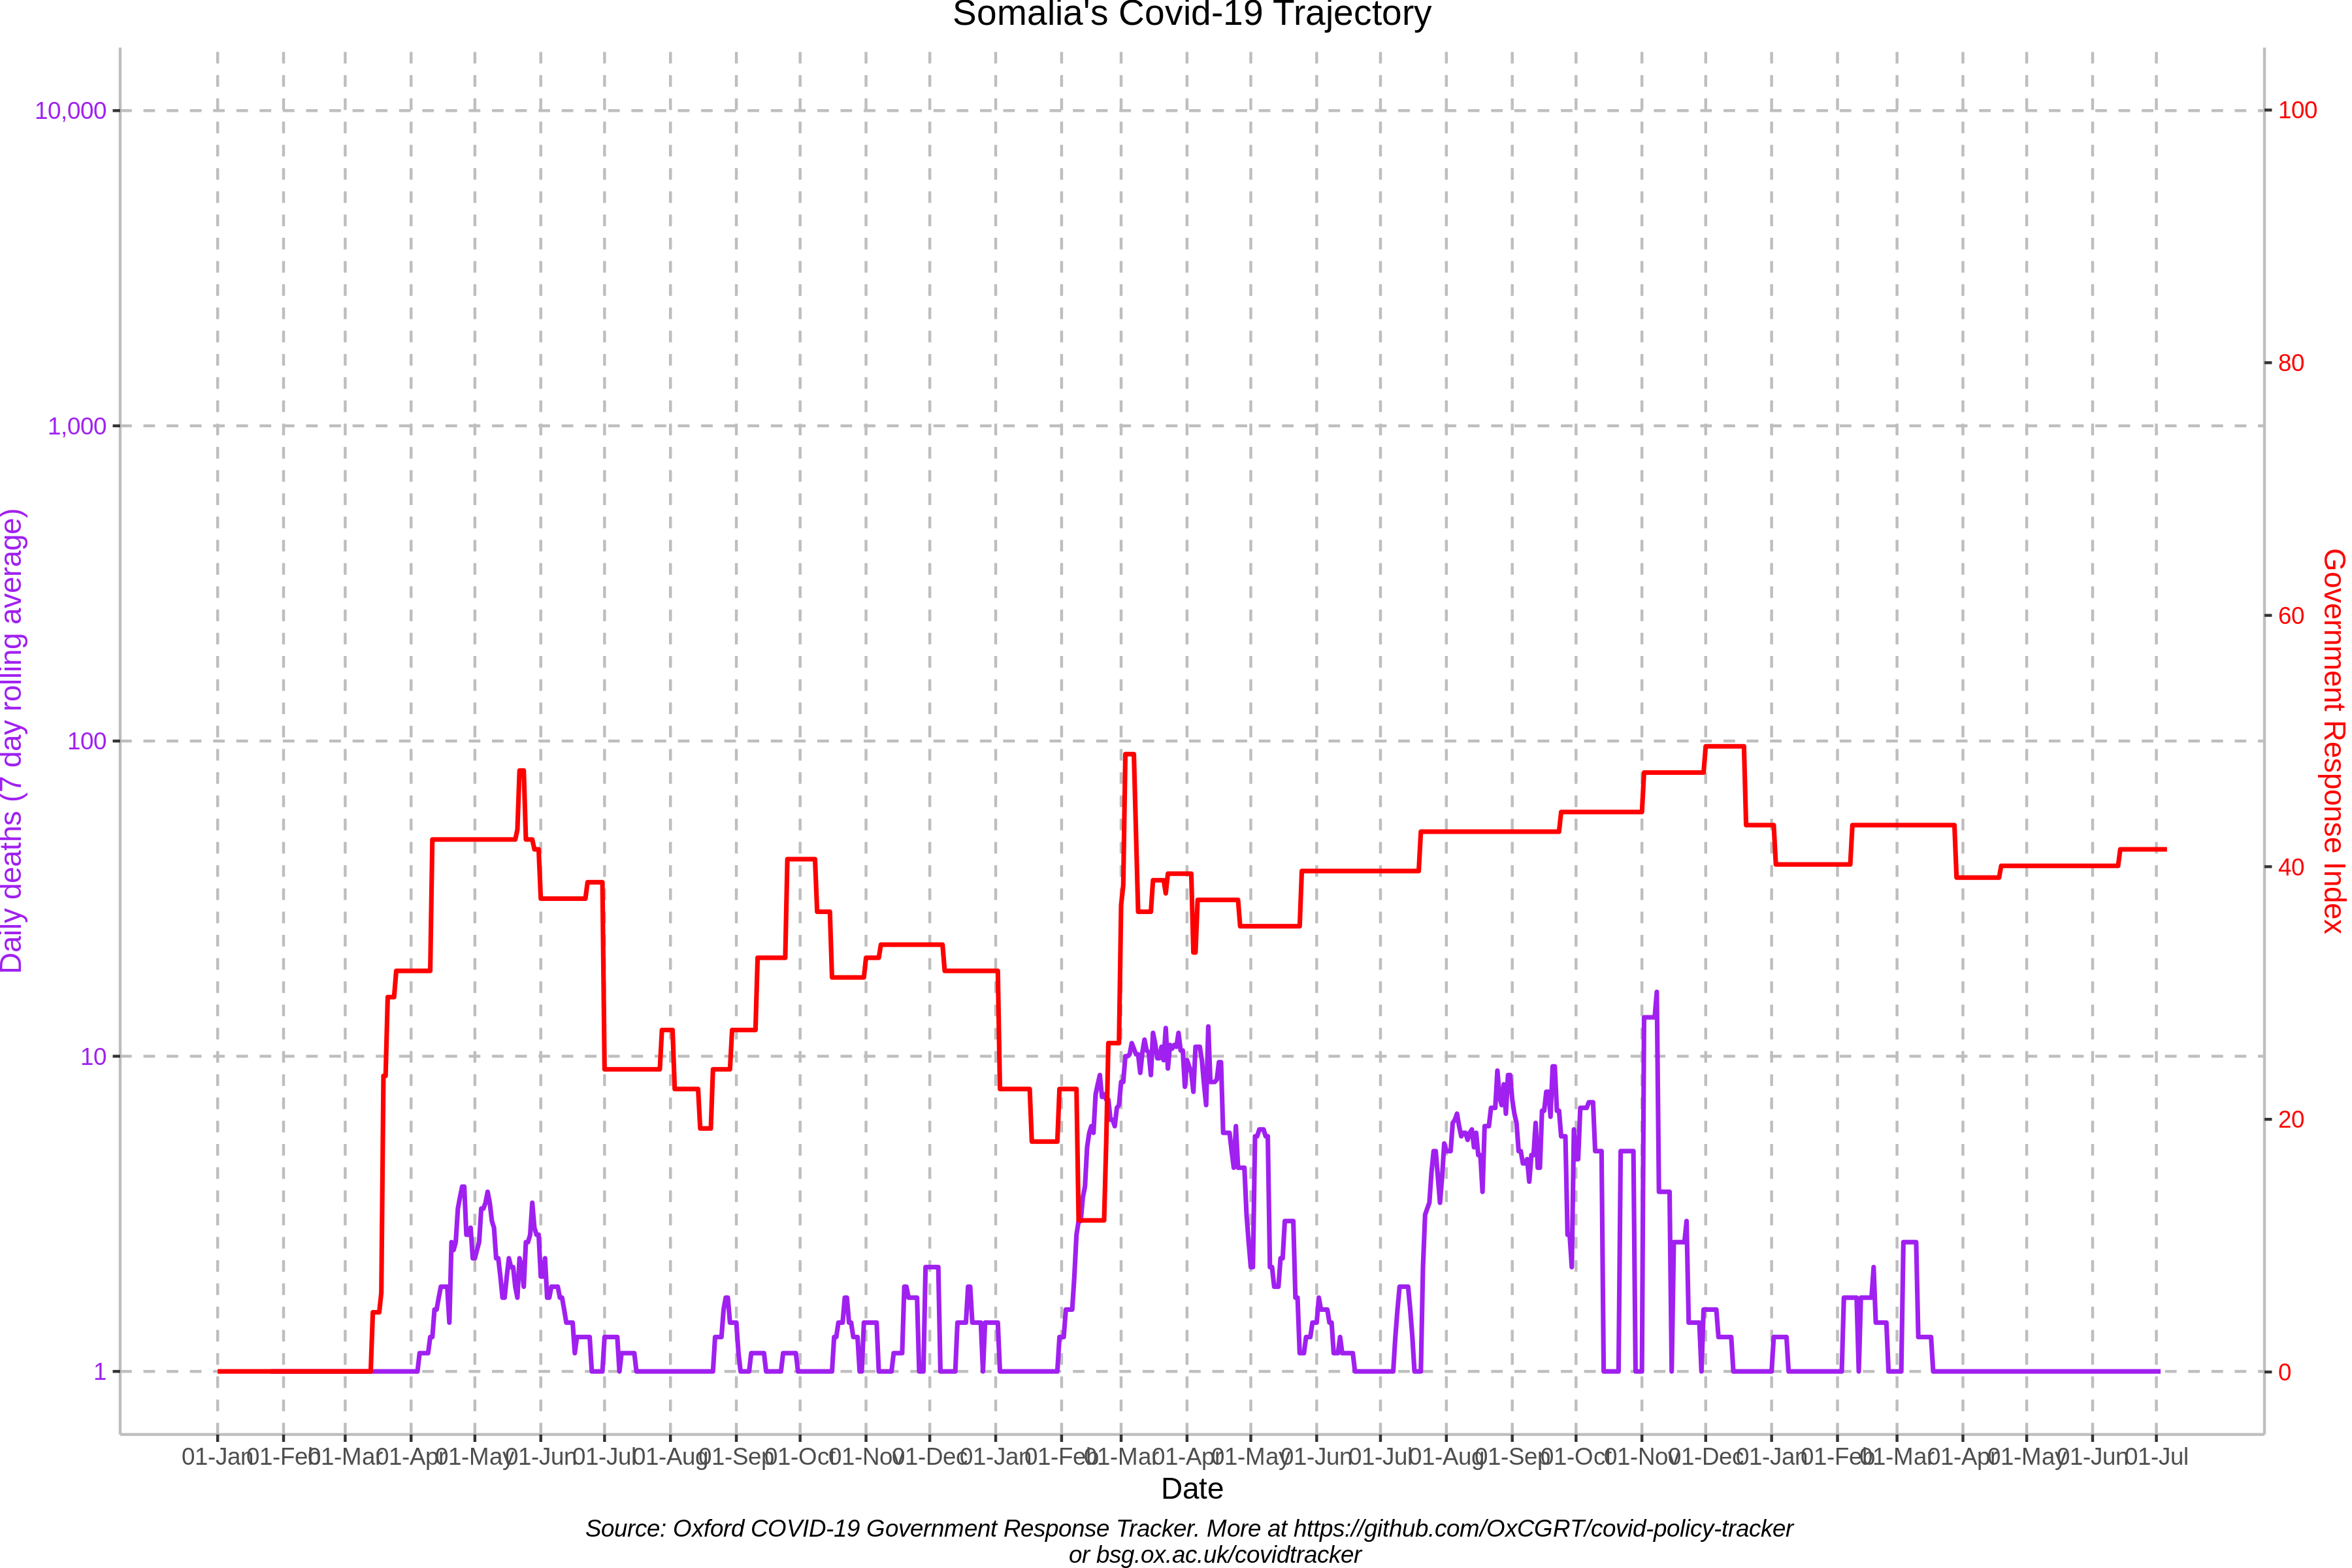 Somalia's Covid-19 Trajectory
10,000
1,000
100
10
1
Daily deaths (7 day rolling average)
100
80
60
40
20
0
Government Response Index
01-Jan 01-Feb 01-Mar 01-Apr 01-May 01-Jun 01-Jul 01-Aug 01-Sep 01-Oct 01-Nov 01-Dec 01-Jan 01-Feb 01-Mar 01-Apr 01-May 01-Jun 01-Jul 01-Aug 01-Sep 01-Oct 01-Nov 01-Dec 01-Jan 01-Feb 01-Mar 01-Apr 01-May 01-Jun 01-Jul
Date
Source: Oxford COVID-19 Government Response Tracker. More at https://github.com/OxCGRT/covid-policy-tracker
or bsg.ox.ac.uk/covidtracker